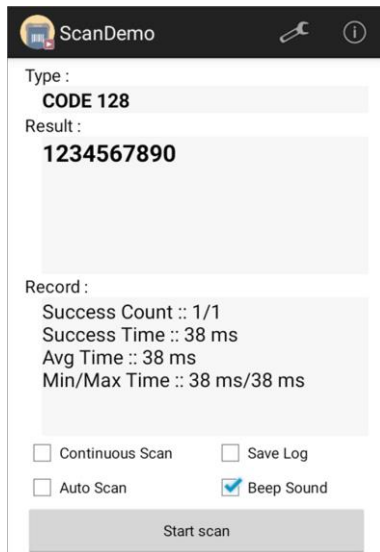 ScanDemo
Type :
CODE 128
Result :
1234567890
Record :
Success Count :: 1/1
Success Time :: 38 ms
Avg Time :: 38 ms
Min/Max Time :: 38 ms/38 ms
Continuous Scan
Save Log
Auto Scan
Beep Sound
Start scan